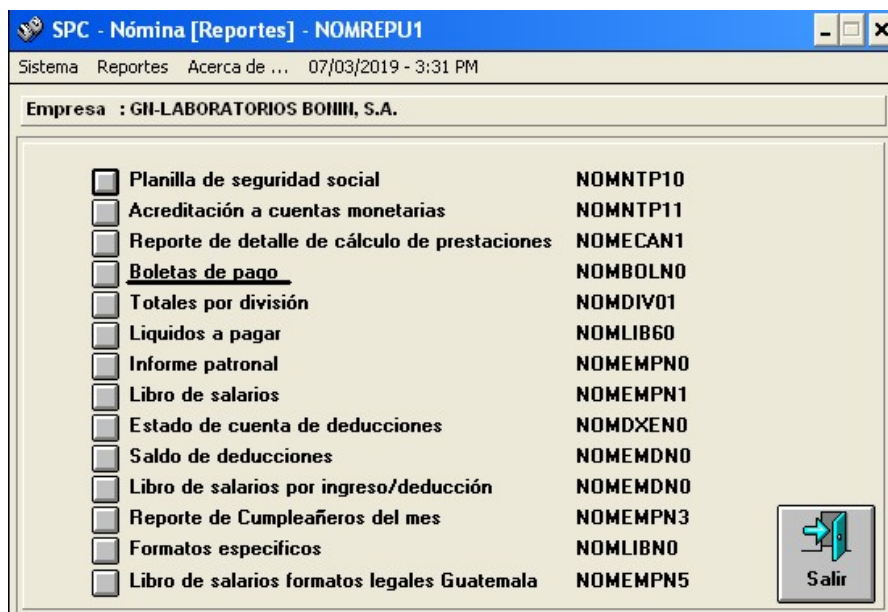 SPC - Nómina [Reportes] - NOMREPU1
Sistema Reportes Acerca de ... 07/03/2019 - 3:31 PM
Empresa : GN-LABORATORIOS BONIN, S.A.
Planilla de seguridad social NOMNTP10
Acreditación a cuentas monetarias NOMNTP11
Reporte de detalle de cálculo de prestaciones NOMECAN1
Boletas de pago NOMBOLN0
Totales por división NOMDIV01
Liquidos a pagar NOMLIB60
Informe patronal NOMEMPN0
Libro de salarios NOMEMPN1
Estado de cuenta de deducciones NOMDXEN0
Saldo de deducciones NOMEMDN0
Libro de salarios por ingreso/deducción NOMEMDN0
Reporte de Cumpleañeros del mes NOMEMPN3
Formatos especificos NOMLIBN0
Libro de salarios formatos legales Guatemala NOMEMPN5
Salir